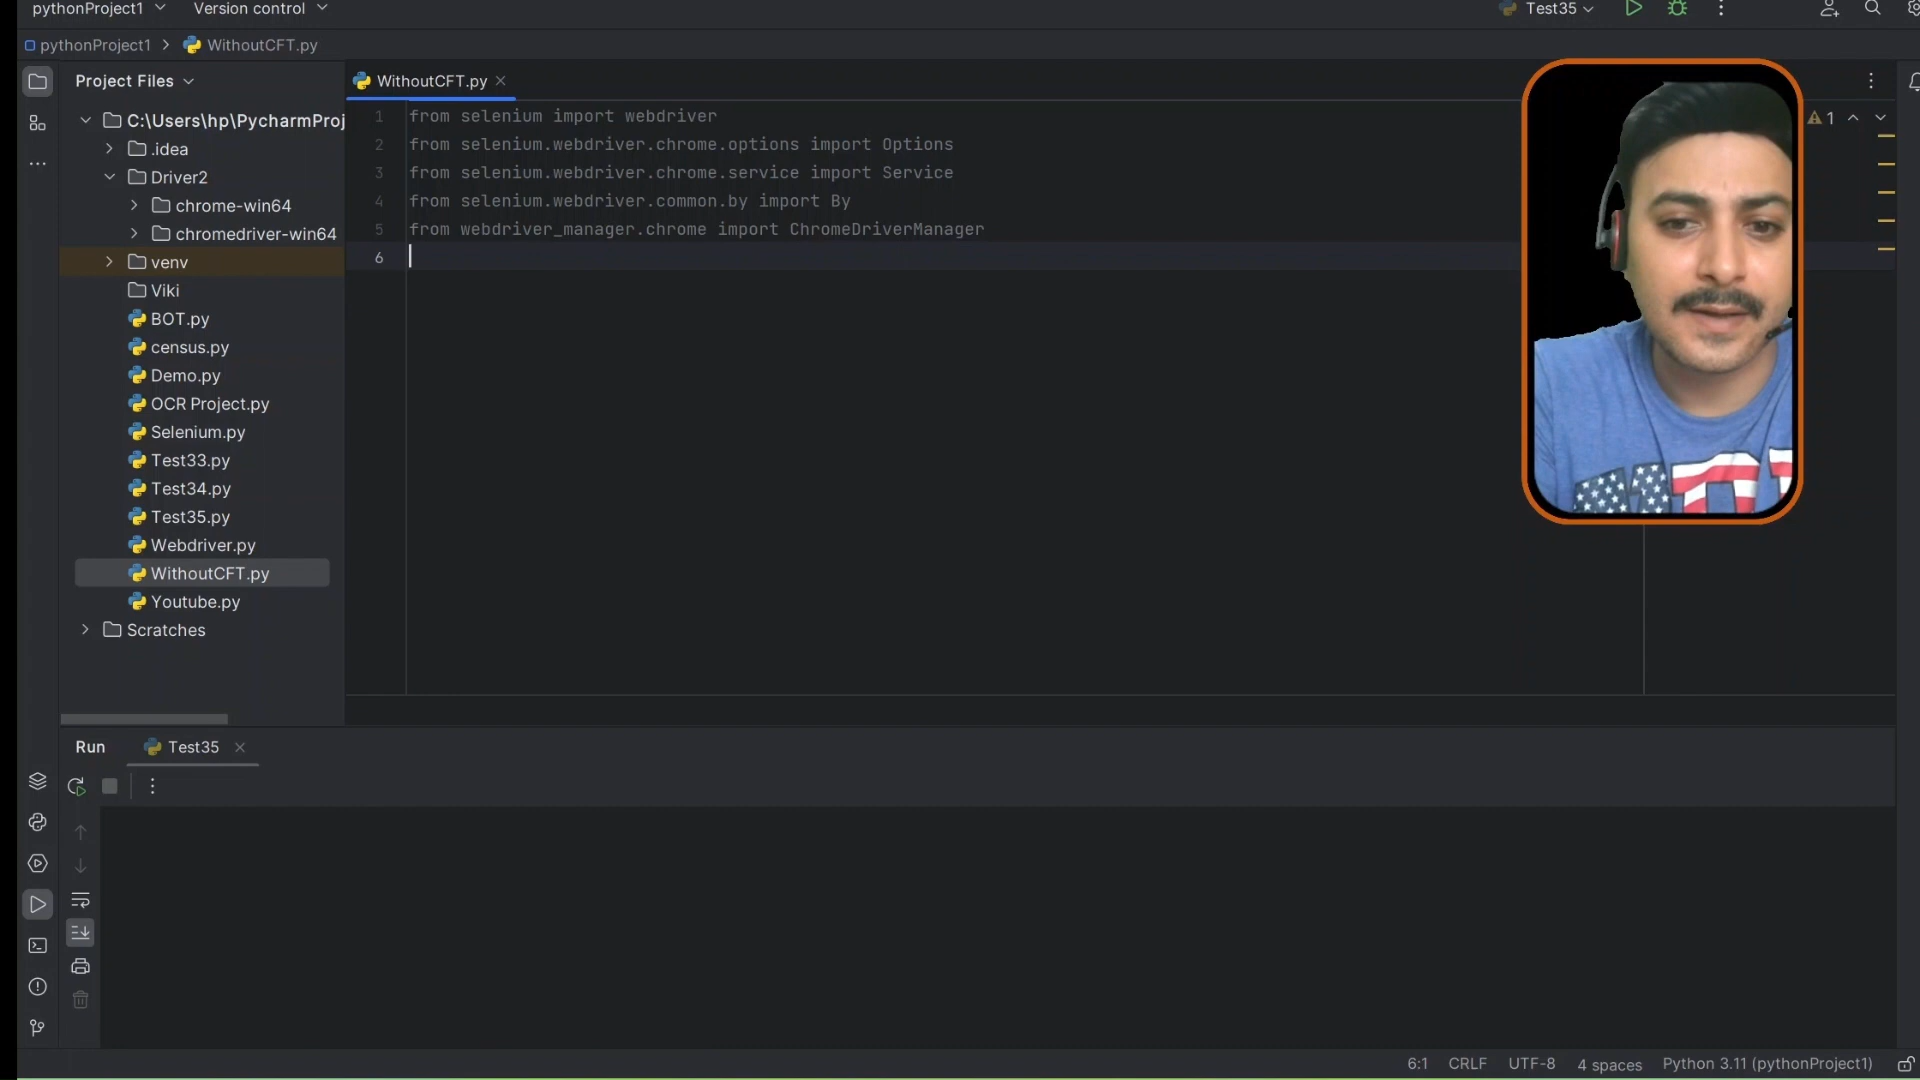 pythonProject1 Version control Test35
pythonProject1 WithoutCFT.py
Project Files
C:\Users\hp\PycharmProj
.idea
Driver2
chrome-win64
chromedriver-win64
venv
Viki
BOT.py
census.py
Demo.py
OCR Project.py
Selenium.py
Test33.py
Test34.py
Test35.py
Webdriver.py
WithoutCFT.py
Youtube.py
Scratches
WithoutCFT.py
1 from selenium import webdriver
2 from selenium.webdriver.chrome.options import Options
3 from selenium.webdriver.chrome.service import Service
4 from selenium.webdriver.common.by import By
5 from webdriver_manager.chrome import ChromeDriverManager
6
1
Run Test35
6:1 CRLF UTF-8 4 spaces Python 3.11 (pythonProject1)